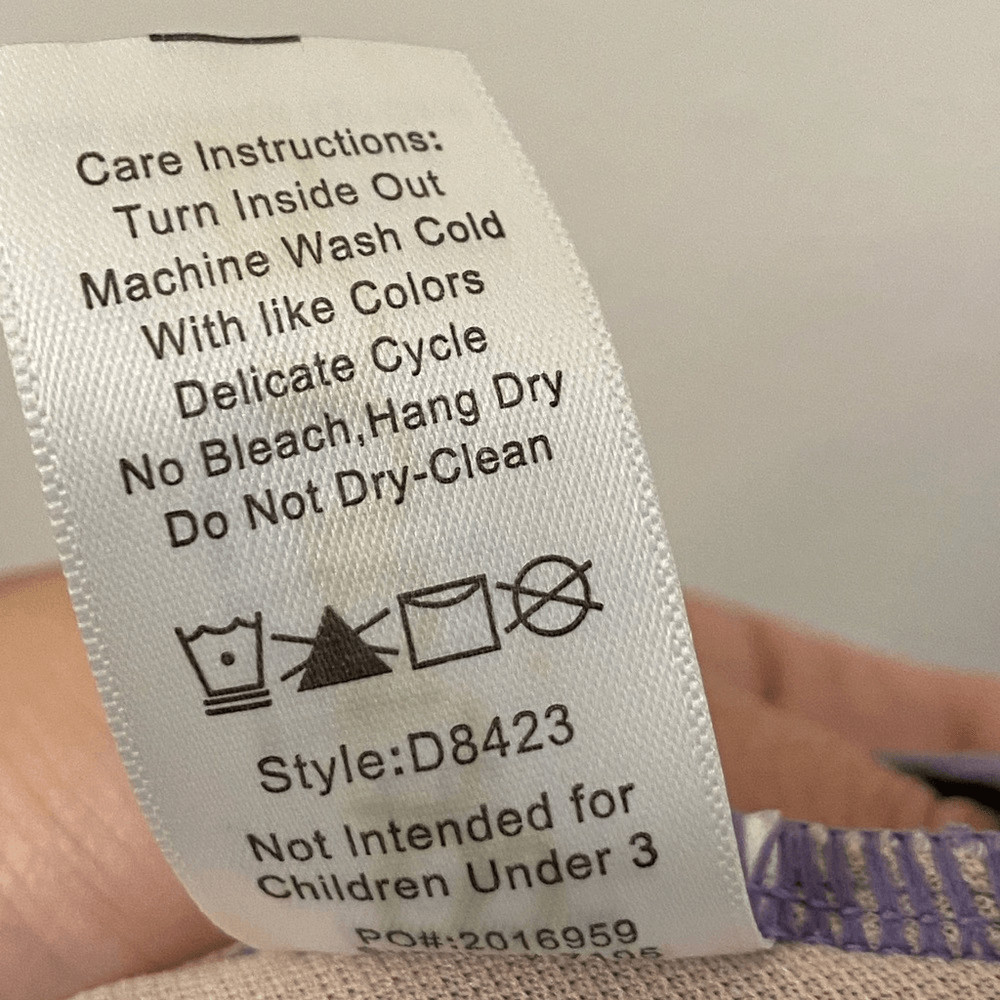 Care Instructions:
Turn Inside Out
Machine Wash Cold
With like Colors
Delicate Cycle
No Bleach,Hang Dry
Do Not Dry-Clean
Style:D8423
Not Intended for
Children Under 3
PO#:2016959